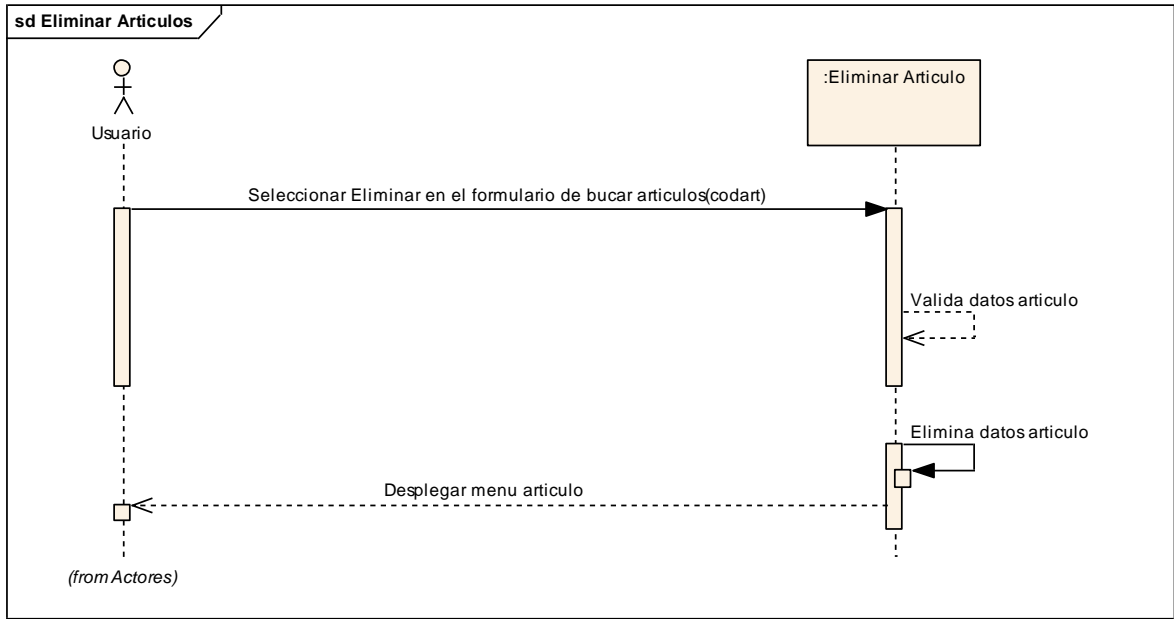 sd Eliminar Articulos
:Eliminar Articulo
Usuario
Seleccionar Eliminar en el formulario de bucar articulos(codart)
Valida datos articulo
Elimina datos articulo
Desplegar menu articulo
(from Actores)